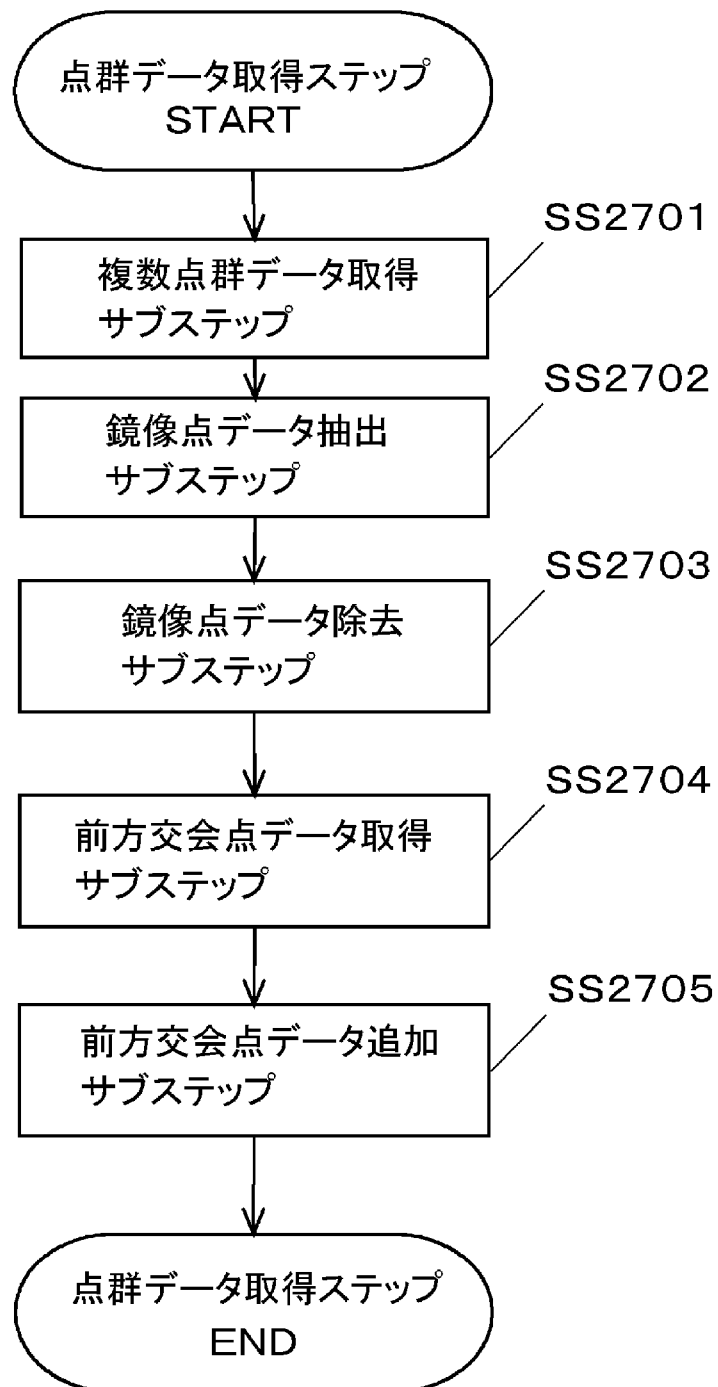 点群データ取得ステップ
START
SS2701
複数点群データ取得
サブステップ
SS2702
鏡像点データ抽出
サブステップ
SS2703
鏡像点データ除去
サブステップ
SS2704
前方交会点データ取得
サブステップ
SS2705
前方交会点データ追加
サブステップ
点群データ取得ステップ
END